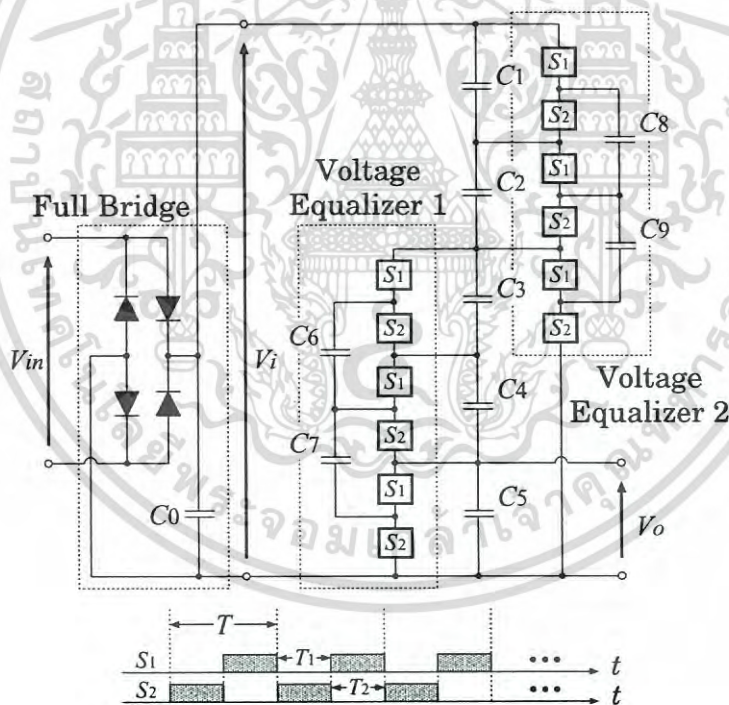 C1
S1
S2
C8
Voltage
Equalizer 1
S1
C2
Full Bridge
S2
C9
S1
S1
C3
C6
S2
S2
Vin
Vi
S1
C4
Voltage
Equalizer 2
C7
S2
S1
C0
C5
Vo
S2
T
S1
T1
...
t
S2
T2
...
t